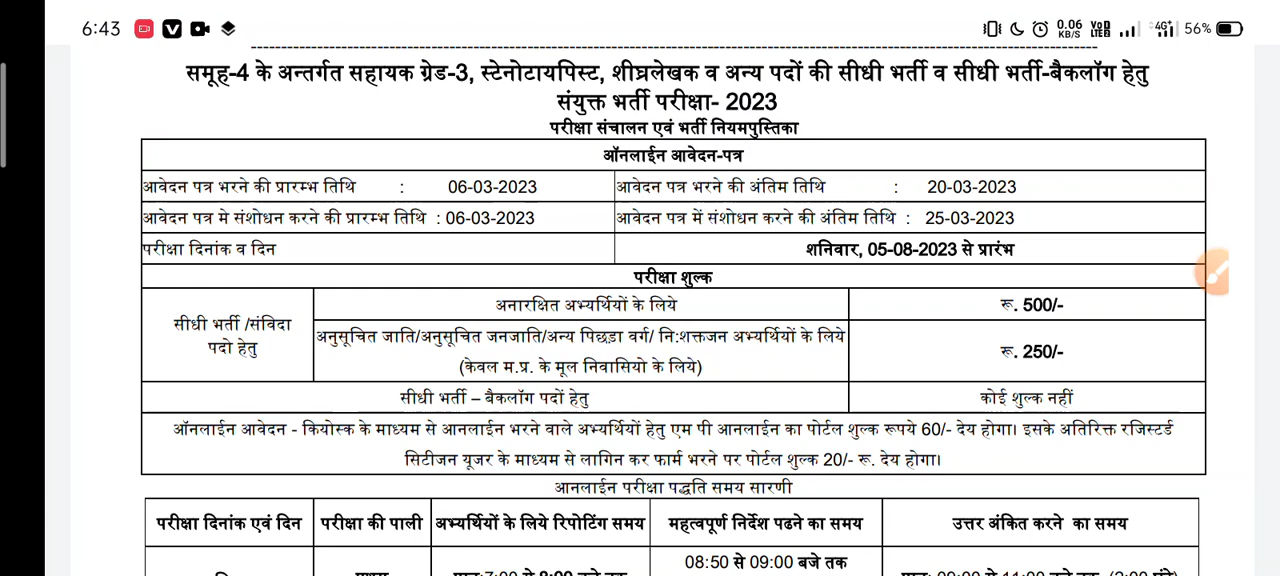 6:43
0.06 KB/S VoD LTE2 4G+ 56%
समूह-4 के अन्तर्गत सहायक ग्रेड-3, स्टेनोटायपिस्ट, शीघ्रलेखक व अन्य पदों की सीधी भर्ती व सीधी भर्ती-बैकलॉग हेतु
संयुक्त भर्ती परीक्षा- 2023
परीक्षा संचालन एवं भर्ती नियमपुस्तिका
ऑनलाईन आवेदन-पत्र
आवेदन पत्र भरने की प्रारम्भ तिथि : 06-03-2023 आवेदन पत्र भरने की अंतिम तिथि : 20-03-2023
आवेदन पत्र मे संशोधन करने की प्रारम्भ तिथि : 06-03-2023 आवेदन पत्र में संशोधन करने की अंतिम तिथि : 25-03-2023
परीक्षा दिनांक व दिन शनिवार, 05-08-2023 से प्रारंभ
परीक्षा शुल्क
सीधी भर्ती /संविदा
पदो हेतु
अनारक्षित अभ्यर्थियों के लिये रू. 500/-
अनुसूचित जाति/अनुसूचित जनजाति/अन्य पिछड़ा वर्ग/ नि:शक्तजन अभ्यर्थियों के लिये
(केवल म.प्र. के मूल निवासियो के लिये)
रू. 250/-
सीधी भर्ती – बैकलॉग पदों हेतु कोई शुल्क नहीं
ऑनलाईन आवेदन - कियोस्क के माध्यम से आनलाईन भरने वाले अभ्यर्थियों हेतु एम पी आनलाईन का पोर्टल शुल्क रूपये 60/- देय होगा। इसके अतिरिक्त रजिस्टर्ड
सिटीजन यूजर के माध्यम से लागिन कर फार्म भरने पर पोर्टल शुल्क 20/- रू. देय होगा।
आनलाईन परीक्षा पद्धति समय सारणी
परीक्षा दिनांक एवं दिन परीक्षा की पाली अभ्यर्थियों के लिये रिपोटिंग समय महत्वपूर्ण निर्देश पढने का समय उत्तर अंकित करने का समय
08:50 से 09:00 बजे तक